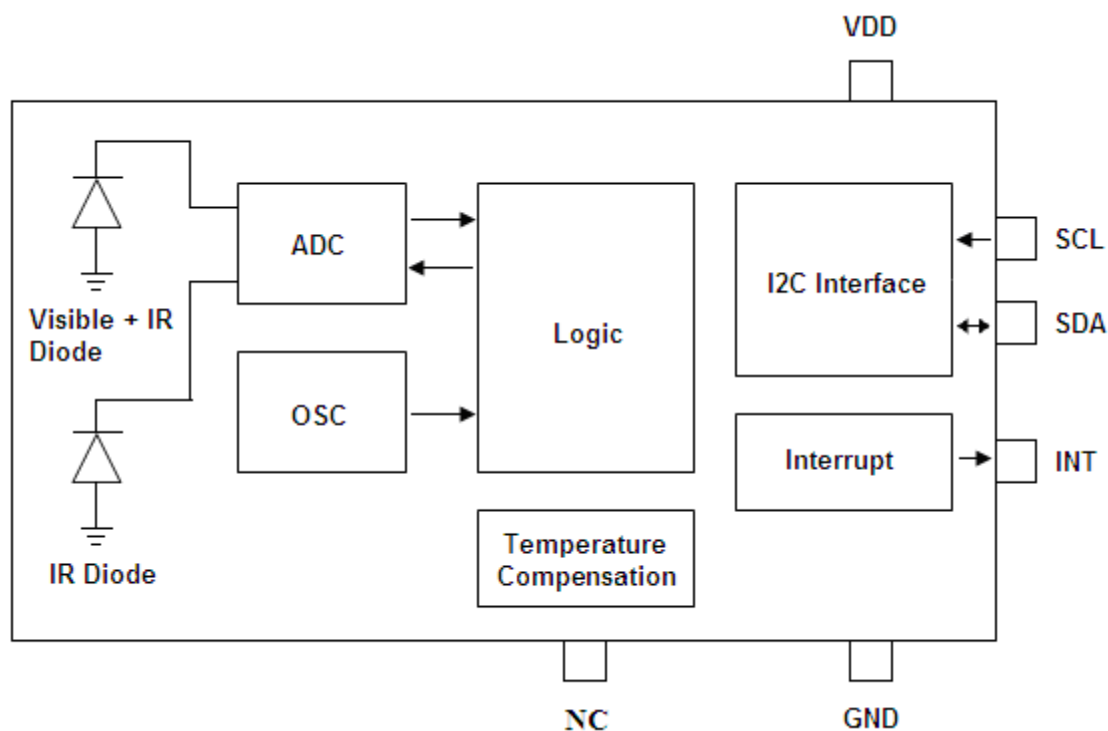 VDD
ADC
Logic
I2C Interface
SCL
SDA
Visible + IR
Diode
OSC
Interrupt
INT
Temperature
Compensation
IR Diode
NC
GND